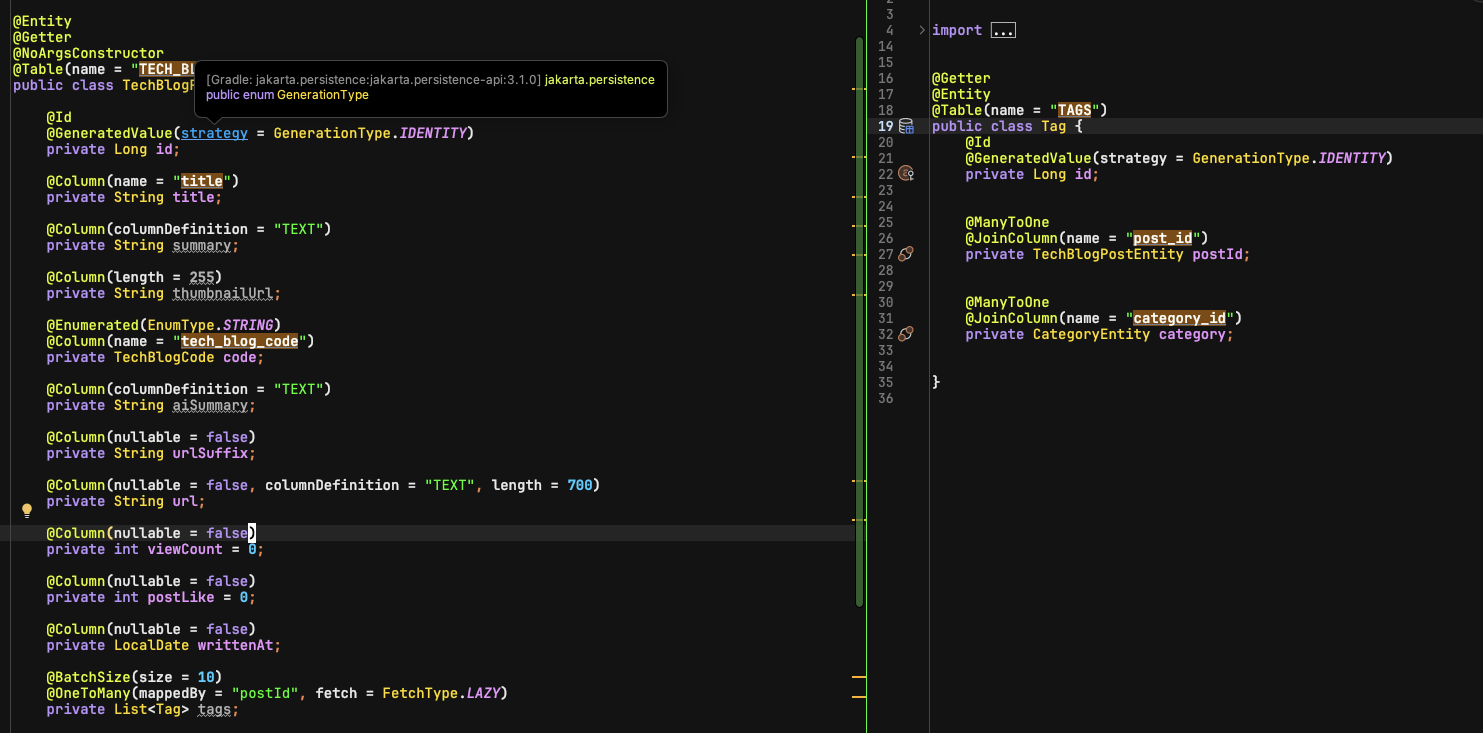 @Entity
@Getter
@NoArgsConstructor
@Table(name = "TECH_BL
public class TechBlogP
[Gradle: jakarta.persistence:jakarta.persistence-api:3.1.0] jakarta.persistence
public enum GenerationType
@Id
@GeneratedValue(strategy = GenerationType.IDENTITY)
private Long id;
@Column(name = "title")
private String title;
@Column(columnDefinition = "TEXT")
private String summary;
@Column(length = 255)
private String thumbnailUrl;
@Enumerated(EnumType.STRING)
@Column(name = "tech_blog_code")
private TechBlogCode code;
@Column(columnDefinition = "TEXT")
private String aiSummary;
@Column(nullable = false)
private String urlSuffix;
@Column(nullable = false, columnDefinition = "TEXT", length = 700)
private String url;
@Column(nullable = false)
private int viewCount = 0;
@Column(nullable = false)
private int postLike = 0;
@Column(nullable = false)
private LocalDate writtenAt;
@BatchSize(size = 10)
@OneToMany(mappedBy = "postId", fetch = FetchType.LAZY)
private List<Tag> tags;
3
4 import ...
14
15
16 @Getter
17 @Entity
18 @Table(name = "TAGS")
19 public class Tag {
20 @Id
21 @GeneratedValue(strategy = GenerationType.IDENTITY)
22 private Long id;
23
24
25 @ManyToOne
26 @JoinColumn(name = "post_id")
27 private TechBlogPostEntity postId;
28
29
30 @ManyToOne
31 @JoinColumn(name = "category_id")
32 private CategoryEntity category;
33
34
35 }
36